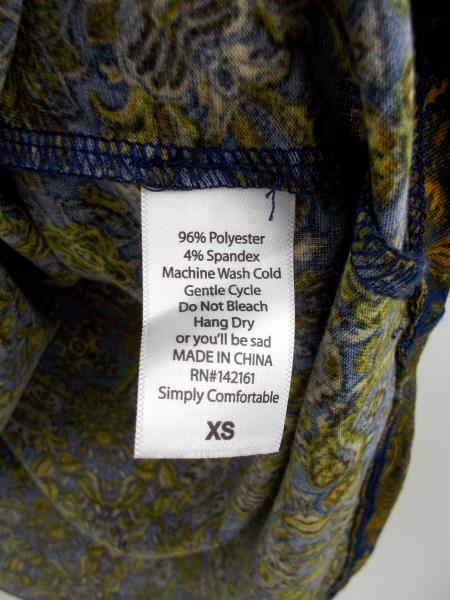 96% Polyester
4% Spandex
Machine Wash Cold
Gentle Cycle
Do Not Bleach
Hang Dry
or you'll be sad
MADE IN CHINA
RN#142161
Simply Comfortable
XS